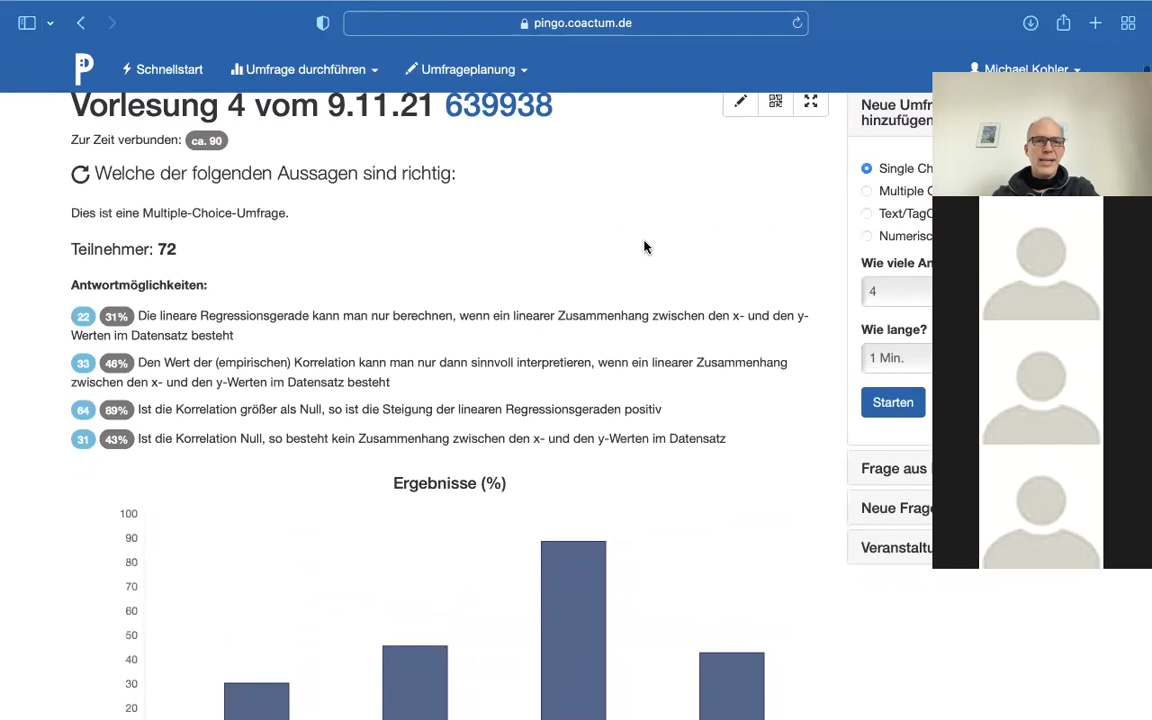 pingo.coactum.de
P
Schnellstart
Umfrage durchführen
Umfrageplanung
Michael Kohler
Vorlesung 4 vom 9.11.21 639938
Zur Zeit verbunden: ca. 90
Welche der folgenden Aussagen sind richtig:
Dies ist eine Multiple-Choice-Umfrage.
Teilnehmer: 72
Antwortmöglichkeiten:
22 31% Die lineare Regressionsgerade kann man nur berechnen, wenn ein linearer Zusammenhang zwischen den x- und den y-
Werten im Datensatz besteht
33 46% Den Wert der (empirischen) Korrelation kann man nur dann sinnvoll interpretieren, wenn ein linearer Zusammenhang
zwischen den x- und den y-Werten im Datensatz besteht
64 89% Ist die Korrelation größer als Null, so ist die Steigung der linearen Regressionsgeraden positiv
31 43% Ist die Korrelation Null, so besteht kein Zusammenhang zwischen den x- und den y-Werten im Datensatz
Ergebnisse (%)
100
90
80
70
60
50
40
30
20
Neue Umf
hinzufügen
Single Ch
Multiple C
Text/TagC
Numerisc
Wie viele An
4
Wie lange?
1 Min.
Starten
Frage aus
Neue Frage
Veranstaltu